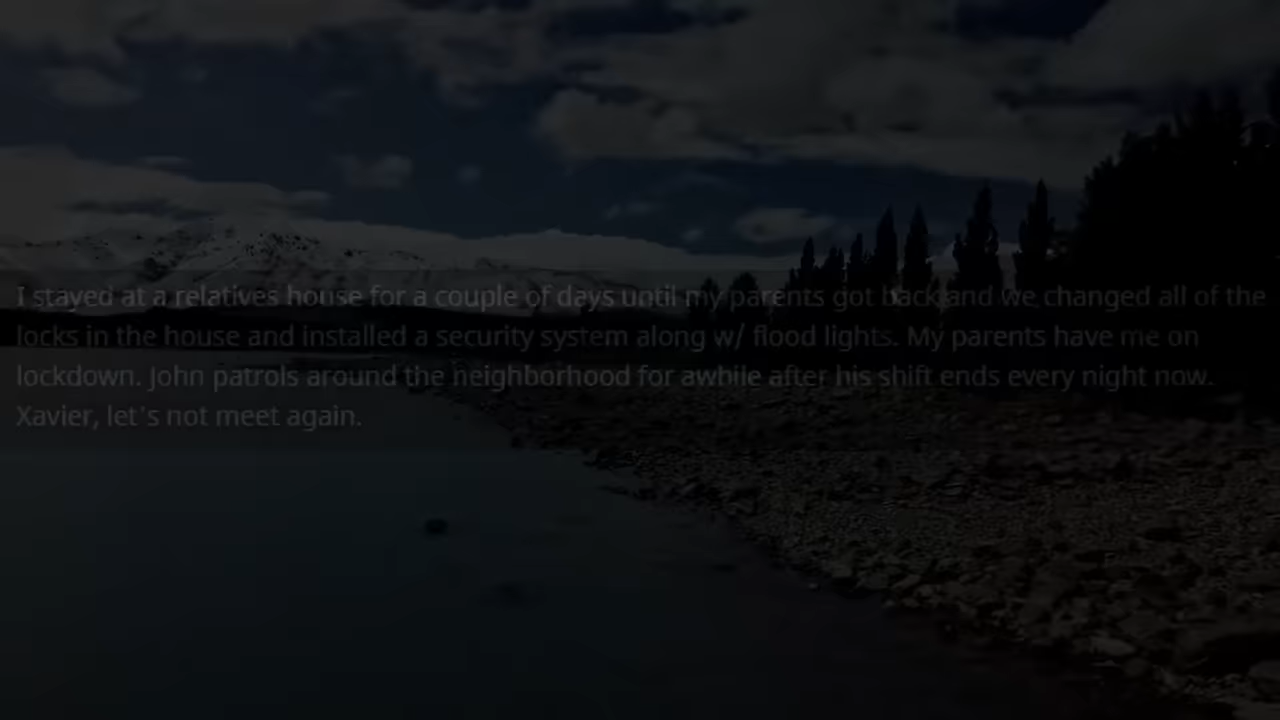 I stayed at a relatives house for a couple of days until my parents got back and we changed all of the
locks in the house and installed a security system along w/ flood lights. My parents have me on
lockdown. John patrols around the neighborhood for awhile after his shift ends every night now.
Xavier, let's not meet again.